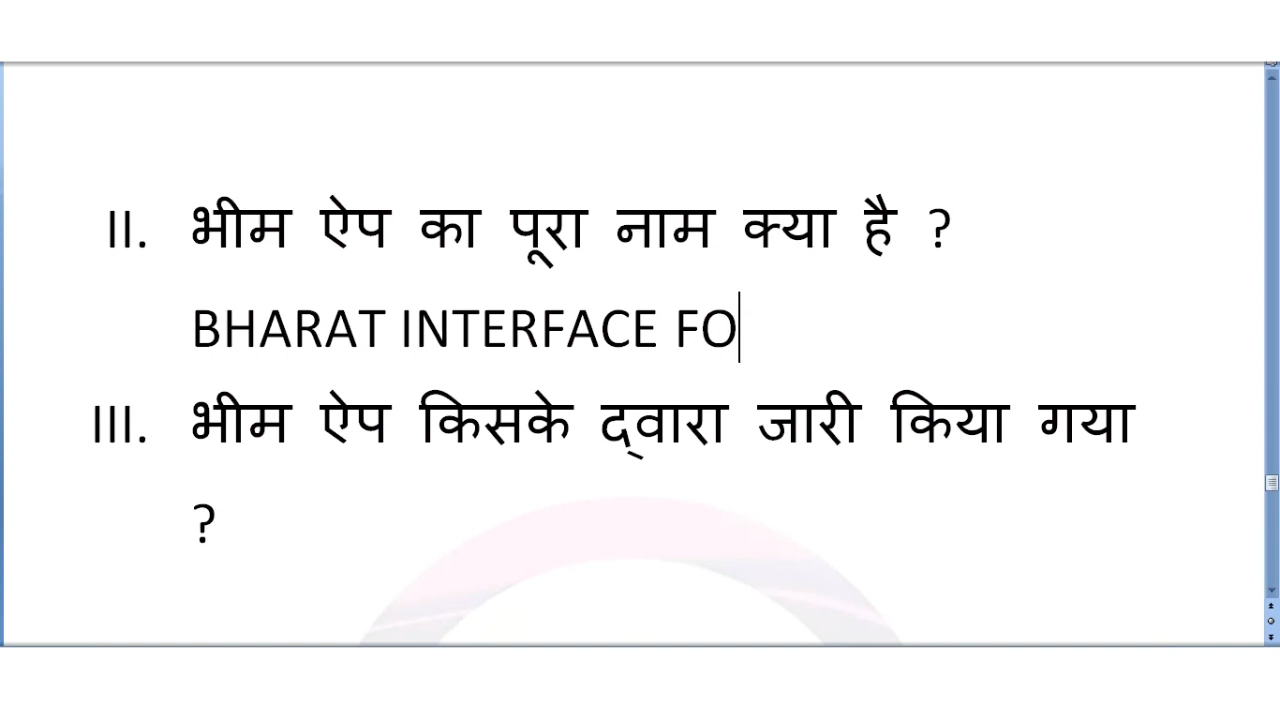 II. भीम ऐप का पूरा नाम क्या है ?
BHARAT INTERFACE FO
III. भीम ऐप किसके द्वारा जारी किया गया
?